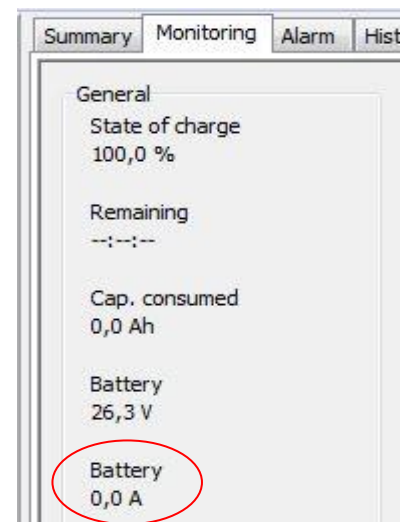 Summary Monitoring Alarm Hist
General
State of charge
100,0 %
Remaining
--:--:--
Cap. consumed
0,0 Ah
Battery
26,3 V
Battery
0,0 A